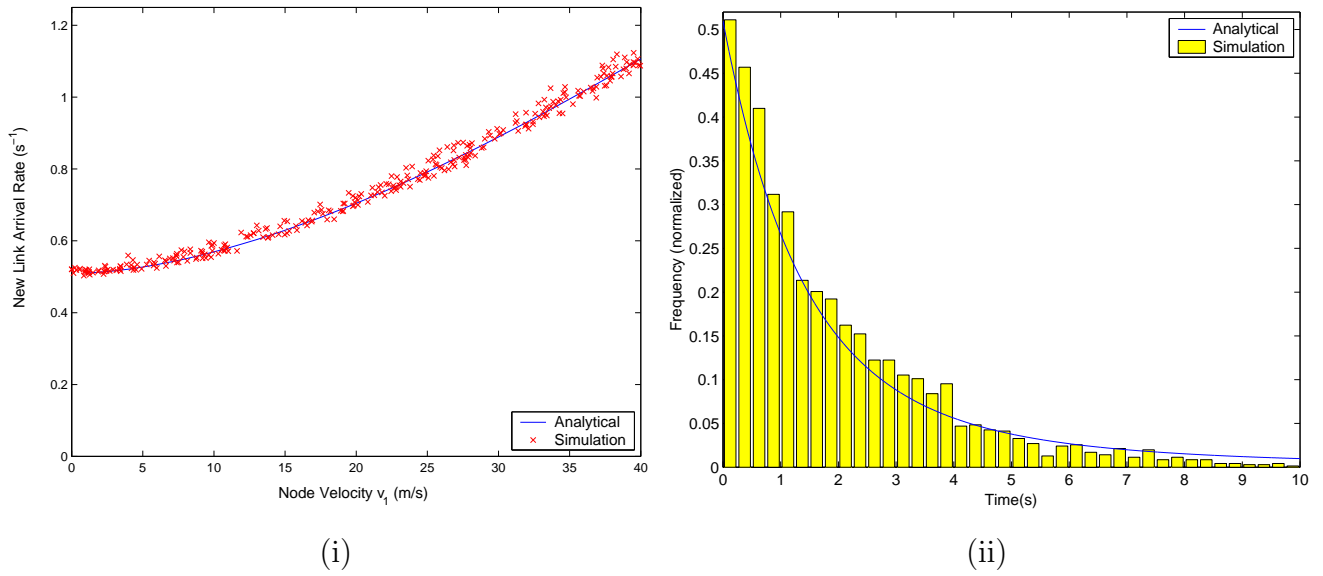 1.2
1
0.8
0.6
0.4
0.2
0
New Link Arrival Rate (s⁻¹)
0 5 10 15 20 25 30 35 40
Node Velocity v₁ (m/s)
Analytical
Simulation
(i)
0.5
0.45
0.4
0.35
0.3
0.25
0.2
0.15
0.1
0.05
0
Frequency (normalized)
0 1 2 3 4 5 6 7 8 9 10
Time(s)
Analytical
Simulation
(ii)